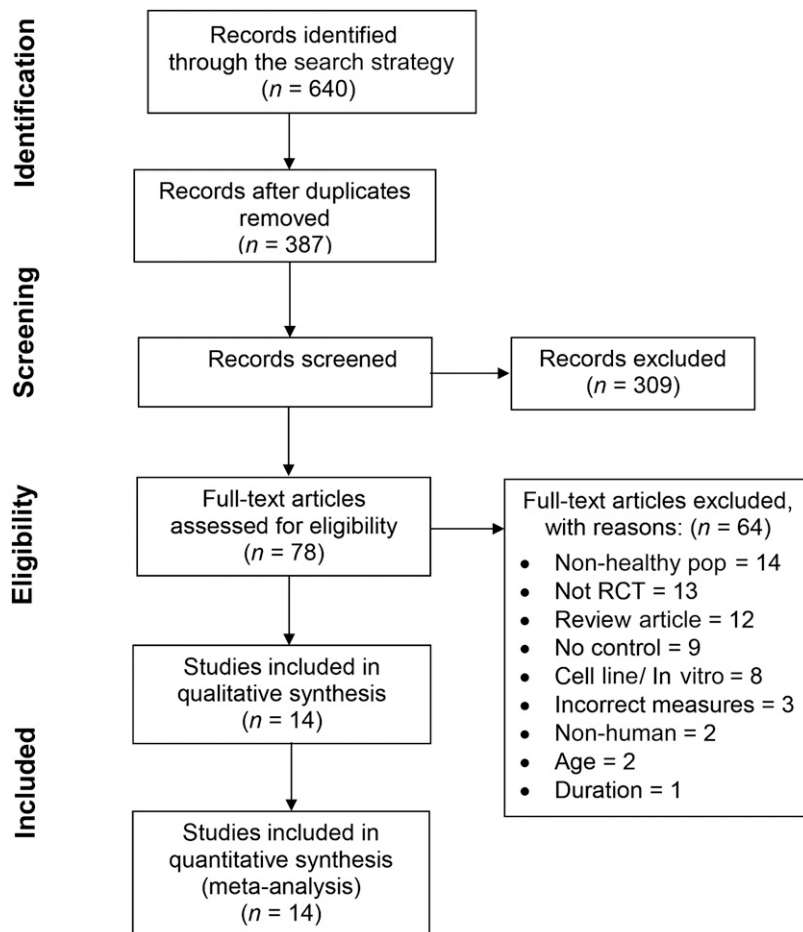 Identification
Records identified
through the search strategy
(n = 640)
Records after duplicates
removed
(n = 387)
Screening
Records screened
Records excluded
(n = 309)
Eligibility
Full-text articles
assessed for eligibility
(n = 78)
Full-text articles excluded,
with reasons: (n = 64)
• Non-healthy pop = 14
• Not RCT = 13
• Review article = 12
• No control = 9
• Cell line/ In vitro = 8
• Incorrect measures = 3
• Non-human = 2
• Age = 2
• Duration = 1
Included
Studies included in
qualitative synthesis
(n = 14)
Studies included in
quantitative synthesis
(meta-analysis)
(n = 14)